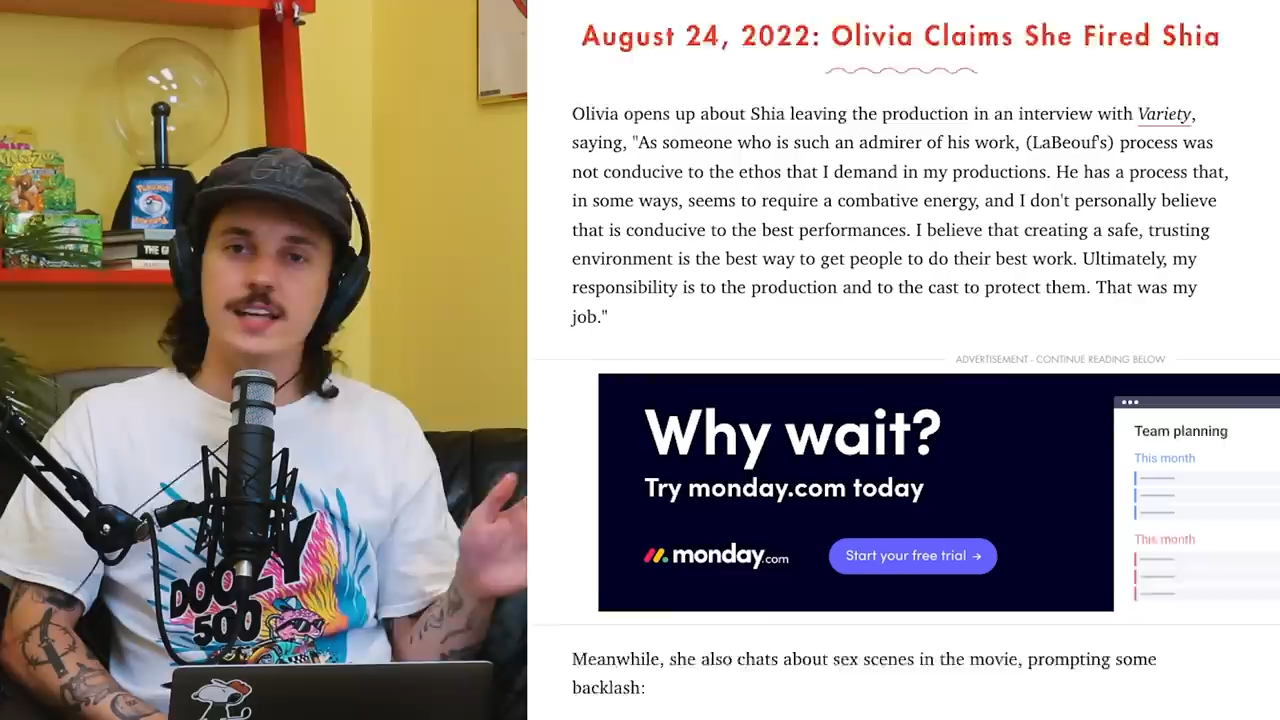 August 24, 2022: Olivia Claims She Fired Shia
Olivia opens up about Shia leaving the production in an interview with Variety,
saying, "As someone who is such an admirer of his work, (LaBeouf's) process was
not conducive to the ethos that I demand in my productions. He has a process that,
in some ways, seems to require a combative energy, and I don't personally believe
that is conducive to the best performances. I believe that creating a safe, trusting
environment is the best way to get people to do their best work. Ultimately, my
responsibility is to the production and to the cast to protect them. That was my
job."
ADVERTISEMENT - CONTINUE READING BELOW
Why wait?
Try monday.com today
monday.com
Start your free trial →
Team planning
This month
This month
Meanwhile, she also chats about sex scenes in the movie, prompting some
backlash:
Girl
Pokémon
THE G
DOOZY
500